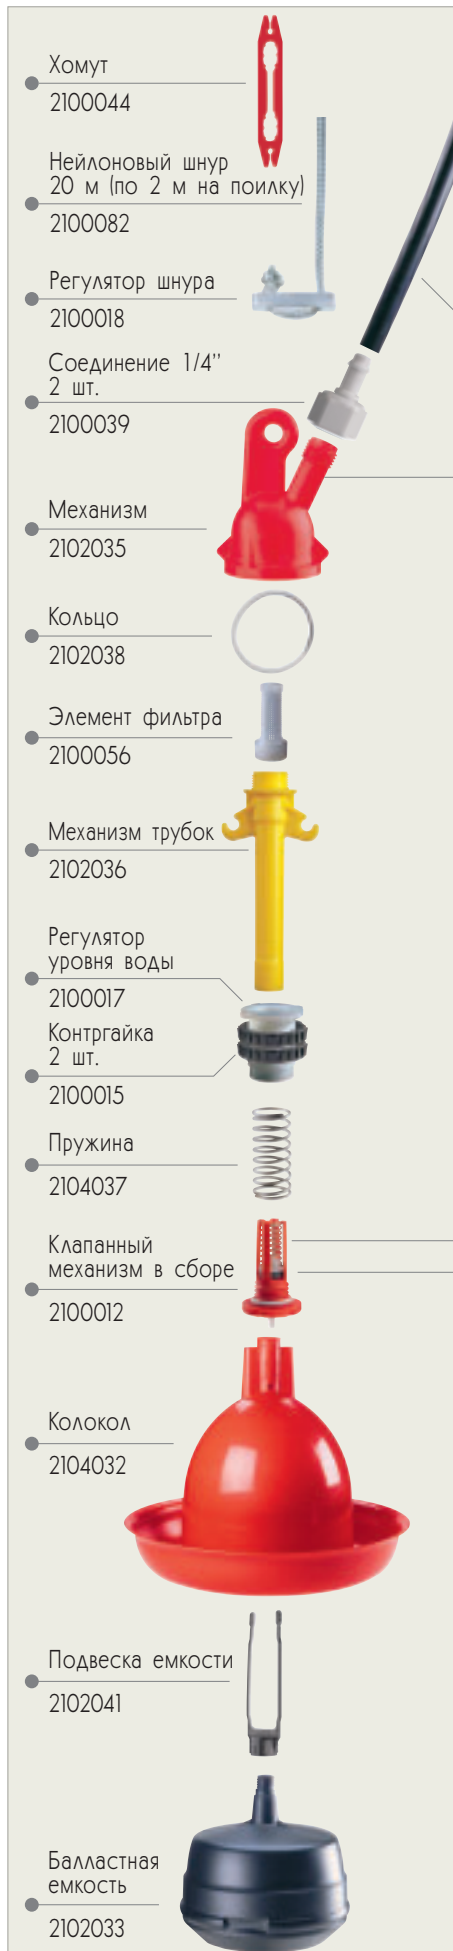 Хомут
2100044
Нейлоновый шнур
20 м (по 2 м на поилку)
2100082
Регулятор шнура
2100018
Соединение 1/4”
2 шт.
2100039
Механизм
2102035
Кольцо
2102038
Элемент фильтра
2100056
Механизм трубок
2102036
Регулятор
уровня воды
2100017
Контргайка
2 шт.
2100015
Пружина
2104037
Клапанный
механизм в сборе
2100012
Колокол
2104032
Подвеска емкости
2102041
Балластная
емкость
2102033